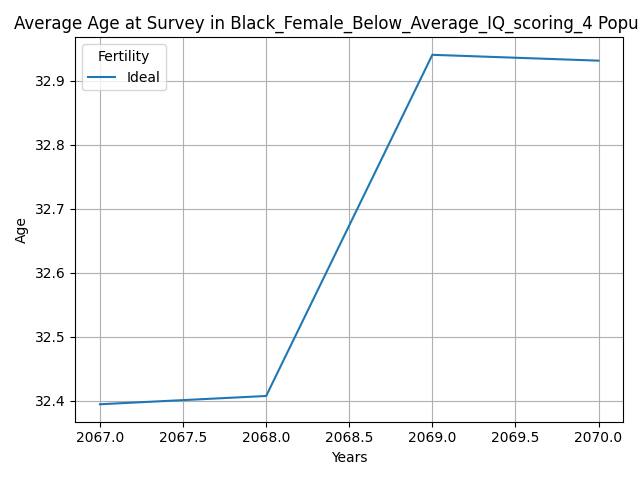 Average Age at Survey in Black_Female_Below_Average_IQ_scoring_4 Popu
Fertility
Ideal
32.9
32.8
32.7
32.6
32.5
32.4
Age
2067.0 2067.5 2068.0 2068.5 2069.0 2069.5 2070.0
Years